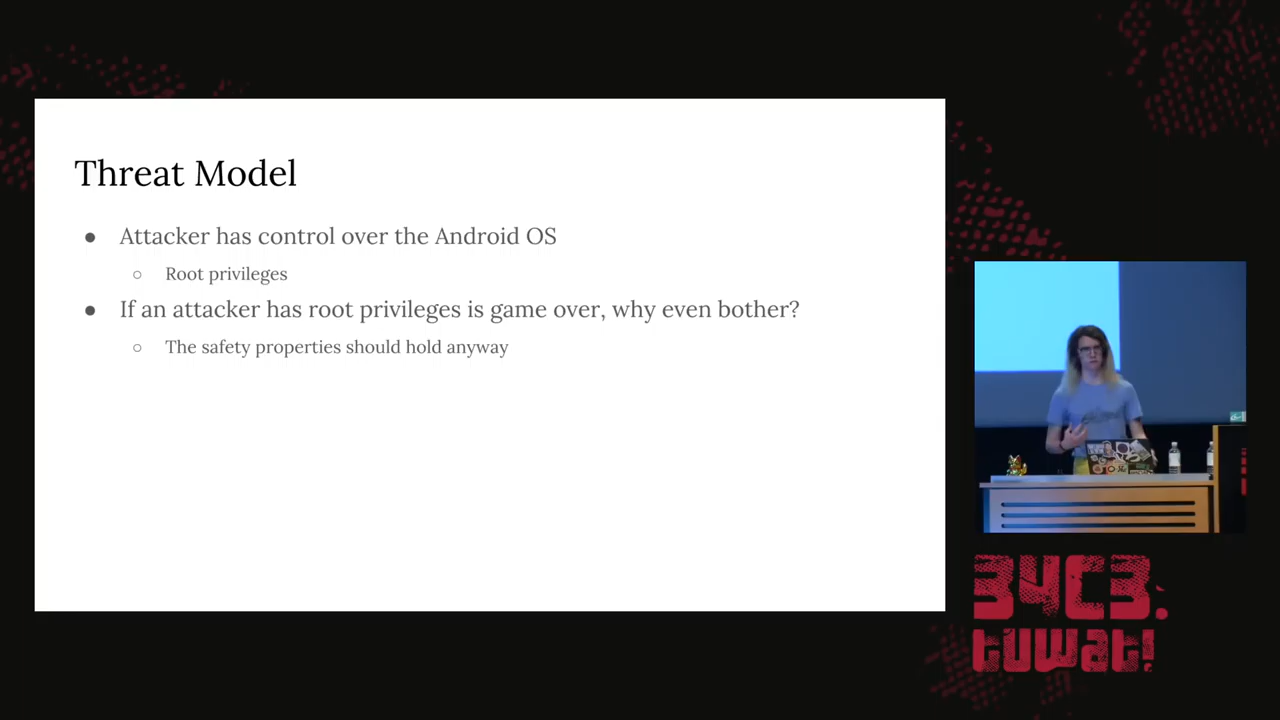 Threat Model
● Attacker has control over the Android OS
○ Root privileges
● If an attacker has root privileges is game over, why even bother?
○ The safety properties should hold anyway
34C3.
tuwat!